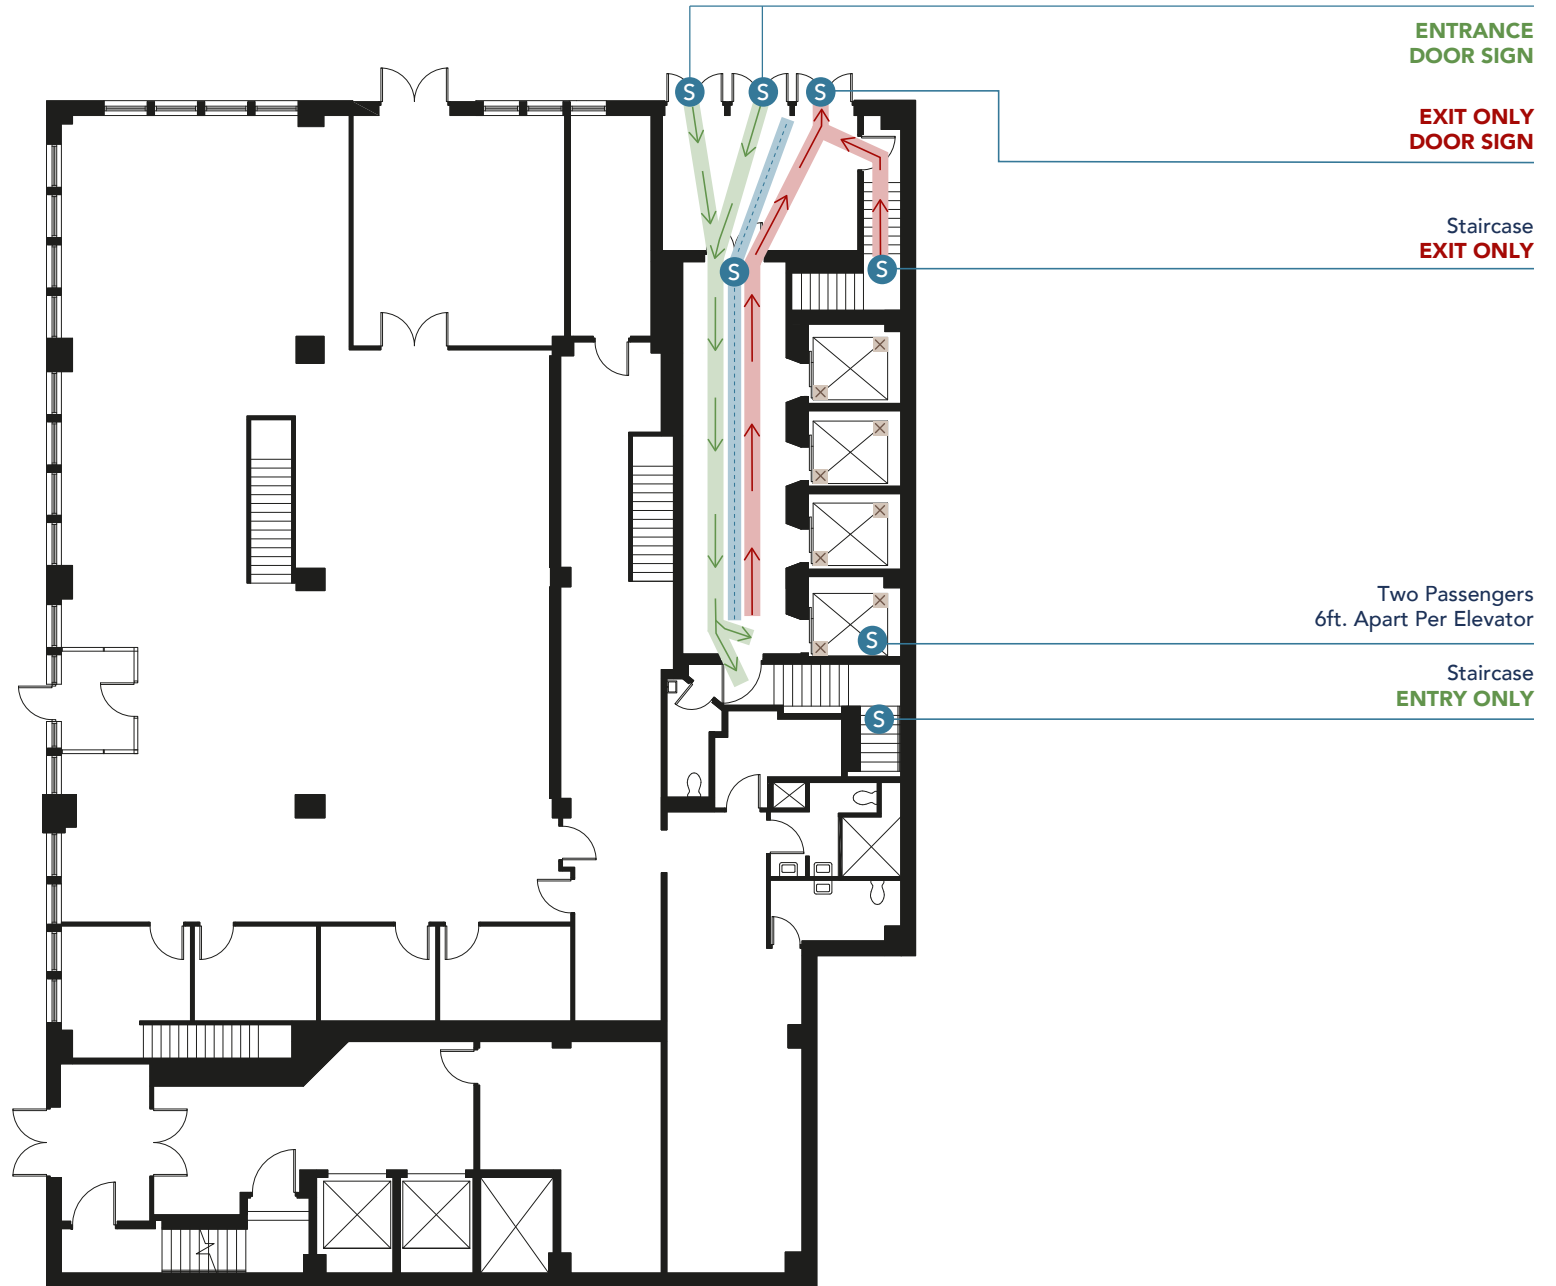 ENTRANCE
DOOR SIGN
S
S
S
EXIT ONLY
DOOR SIGN
Staircase
EXIT ONLY
S
S
Two Passengers
6ft. Apart Per Elevator
S
Staircase
ENTRY ONLY
S